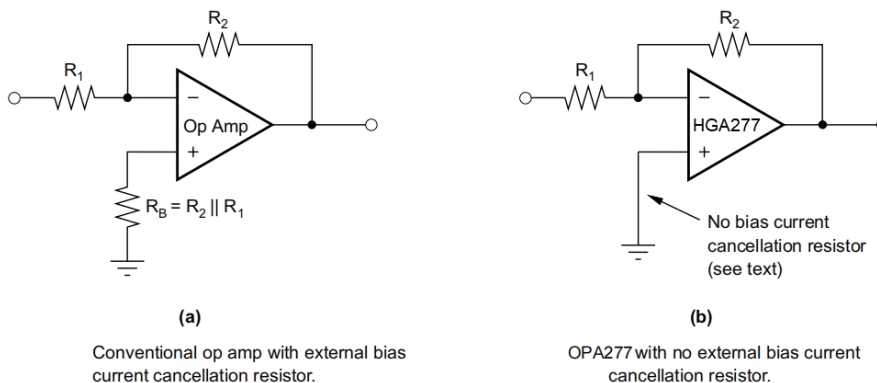 R2
R1
−
Op Amp
+
RB = R2 || R1
(a)
Conventional op amp with external bias
current cancellation resistor.
R2
R1
−
HGA277
+
No bias current
cancellation resistor
(see text)
(b)
OPA277 with no external bias current
cancellation resistor.